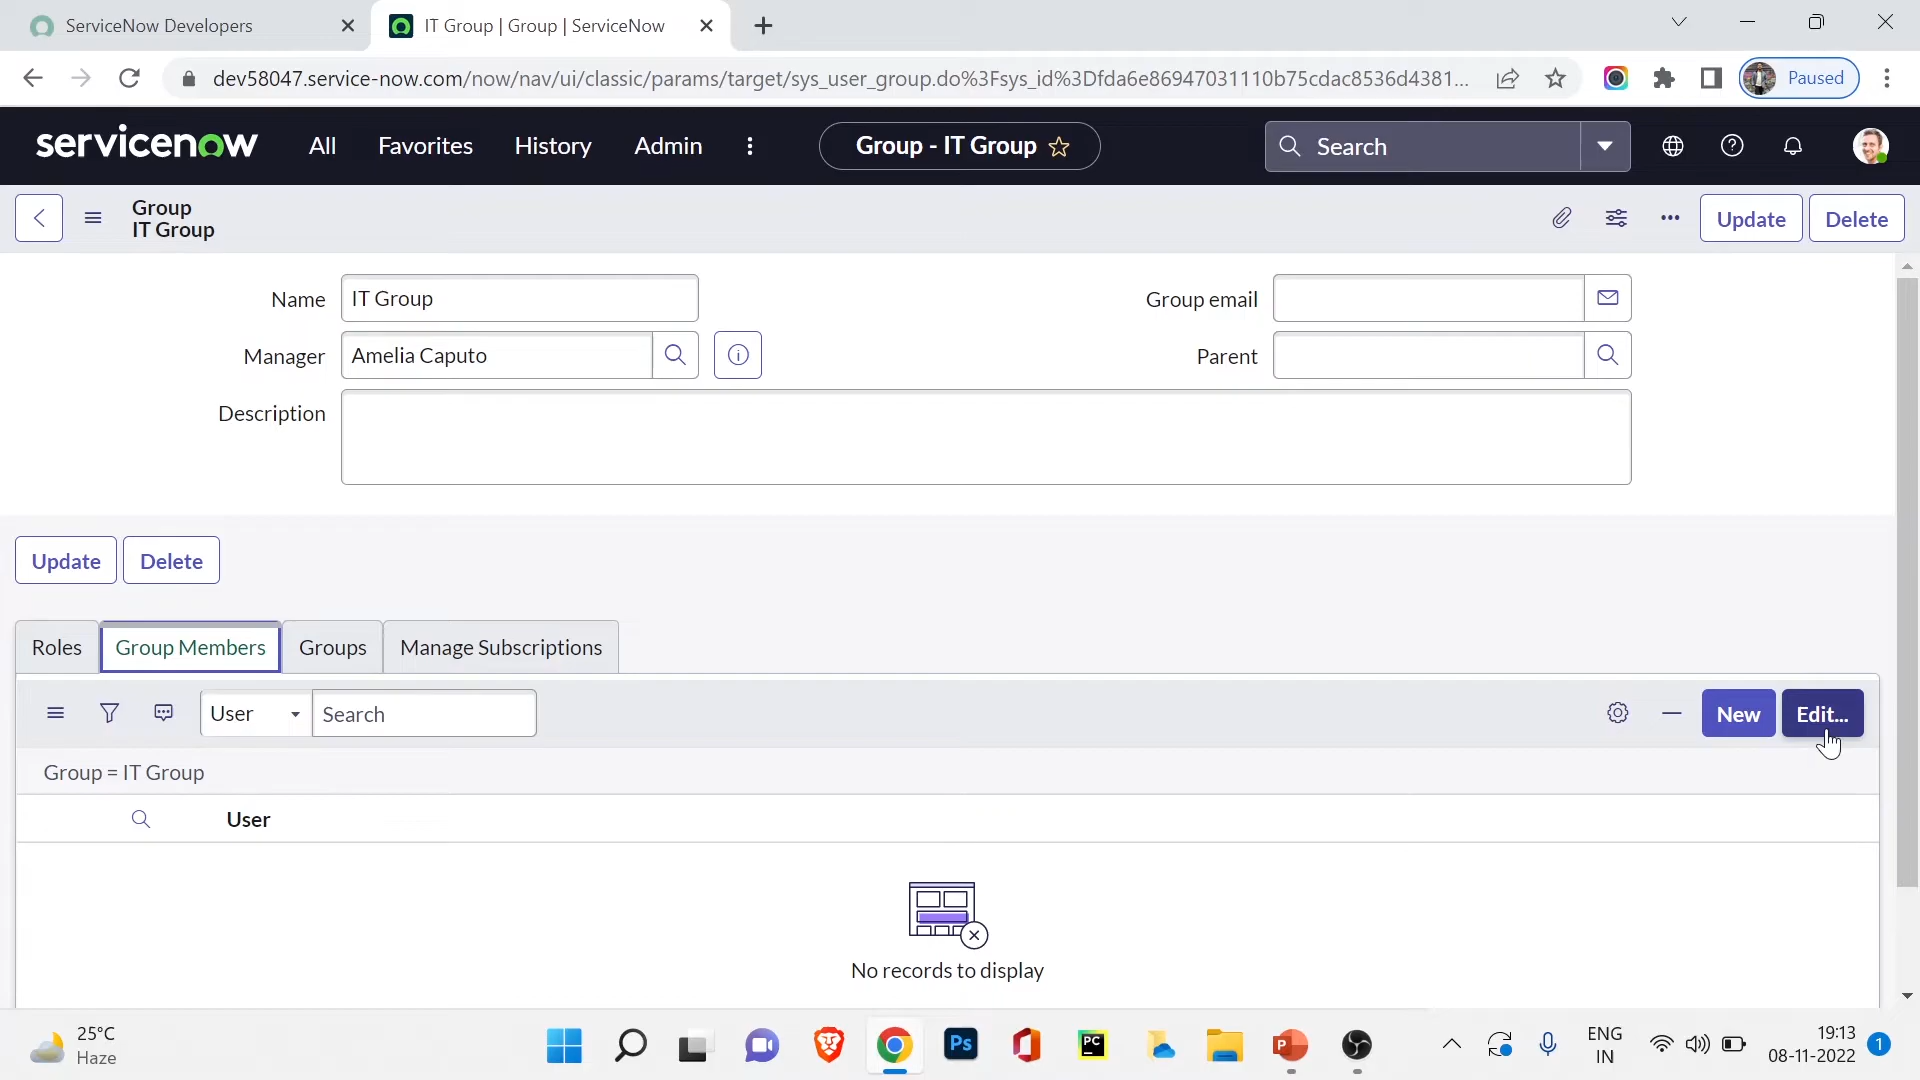 ServiceNow Developers
IT Group | Group | ServiceNow
dev58047.service-now.com/now/nav/ui/classic/params/target/sys_user_group.do%3Fsys_id%3Dfda6e86947031110b75cdac8536d4381...
Paused
servicenow
All
Favorites
History
Admin
Group - IT Group
Search
Group
IT Group
Update
Delete
Name
IT Group
Group email
Manager
Amelia Caputo
Parent
Description
Update
Delete
Roles
Group Members
Groups
Manage Subscriptions
User
Search
New
Edit...
Group = IT Group
User
No records to display
25°C
Haze
Ps
PC
P
ENG
IN
19:13
08-11-2022
1